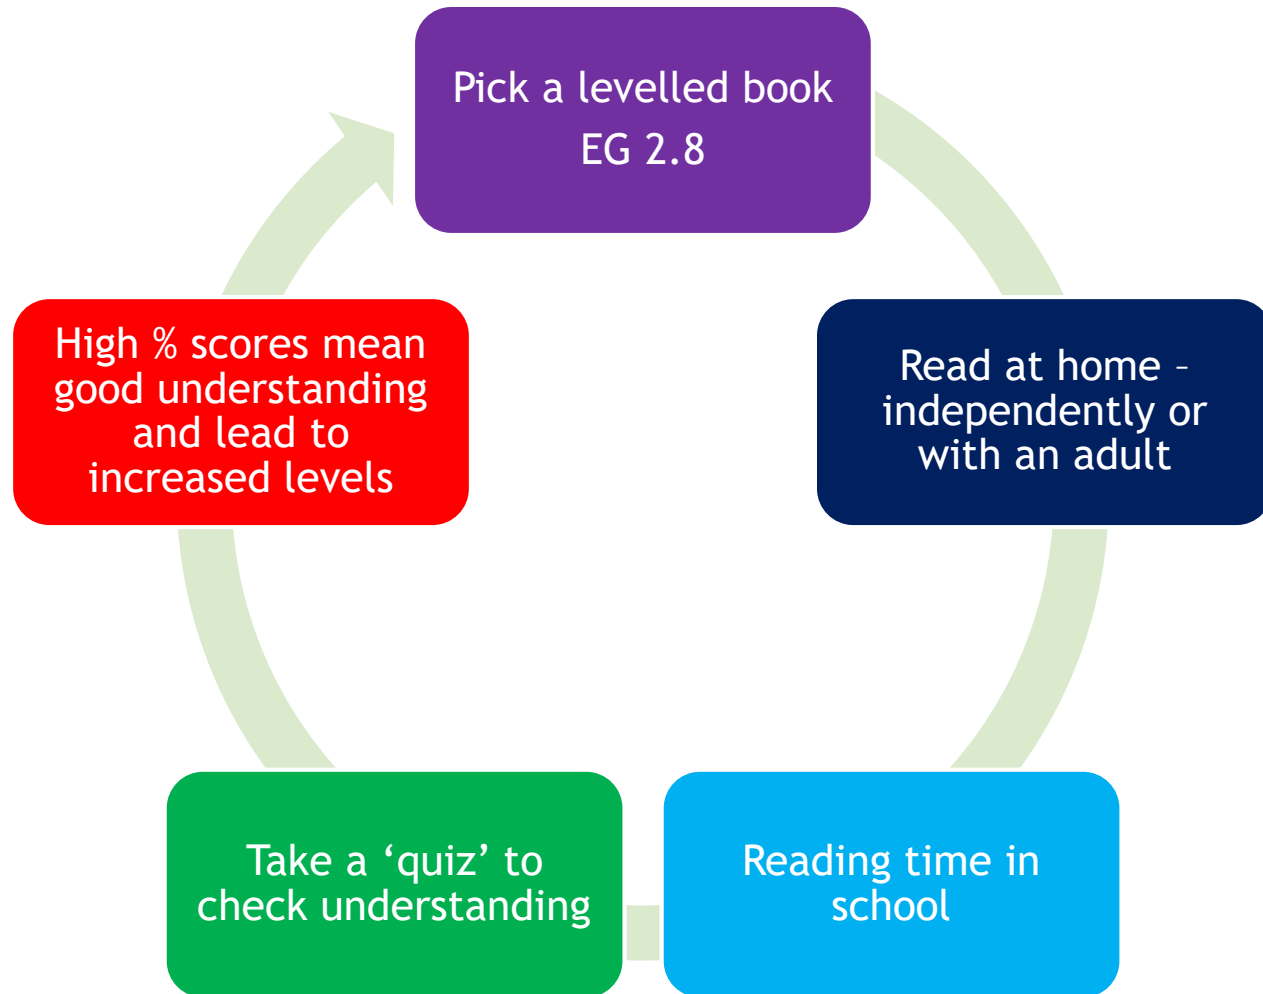 Pick a levelled book
EG 2.8
Read at home –
independently or
with an adult
Reading time in
school
Take a ‘quiz’ to
check understanding
High % scores mean
good understanding
and lead to
increased levels